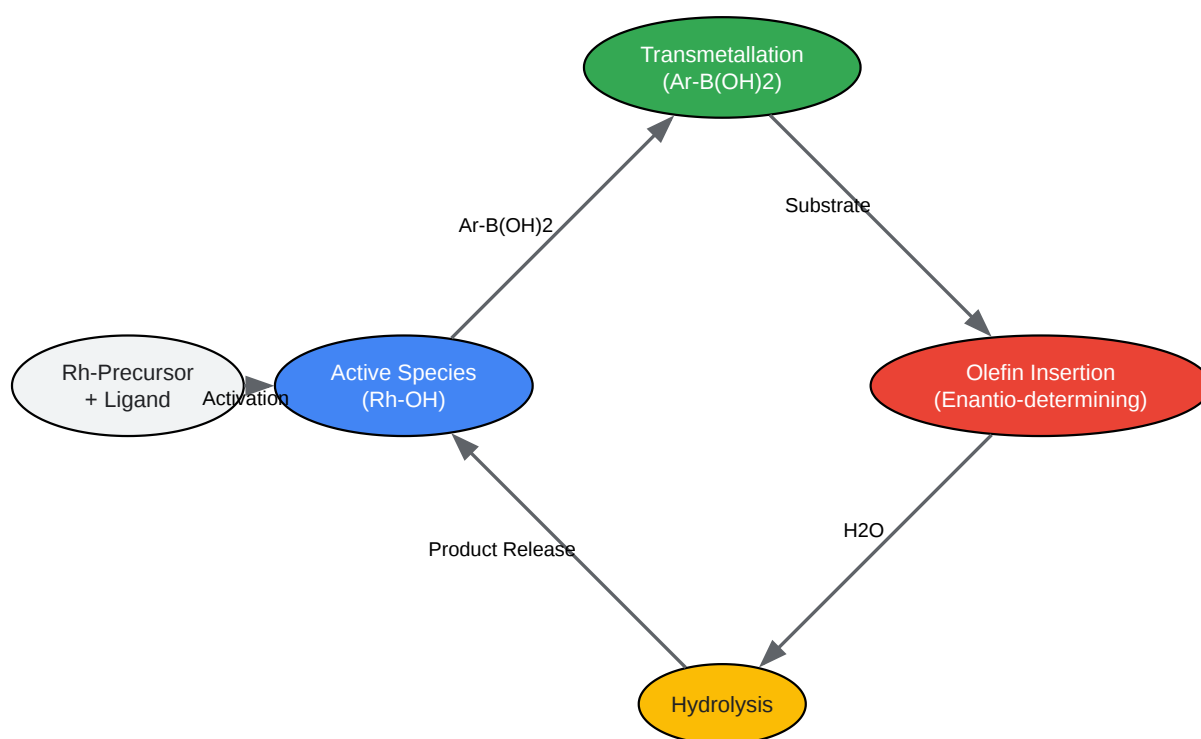 Transmetallation
(Ar-B(OH)2)
Substrate
Ar-B(OH)2
Rh-Precursor
+ Ligand
Activation
Active Species
(Rh-OH)
Olefin Insertion
(Enantio-determining)
H2O
Product Release
Hydrolysis